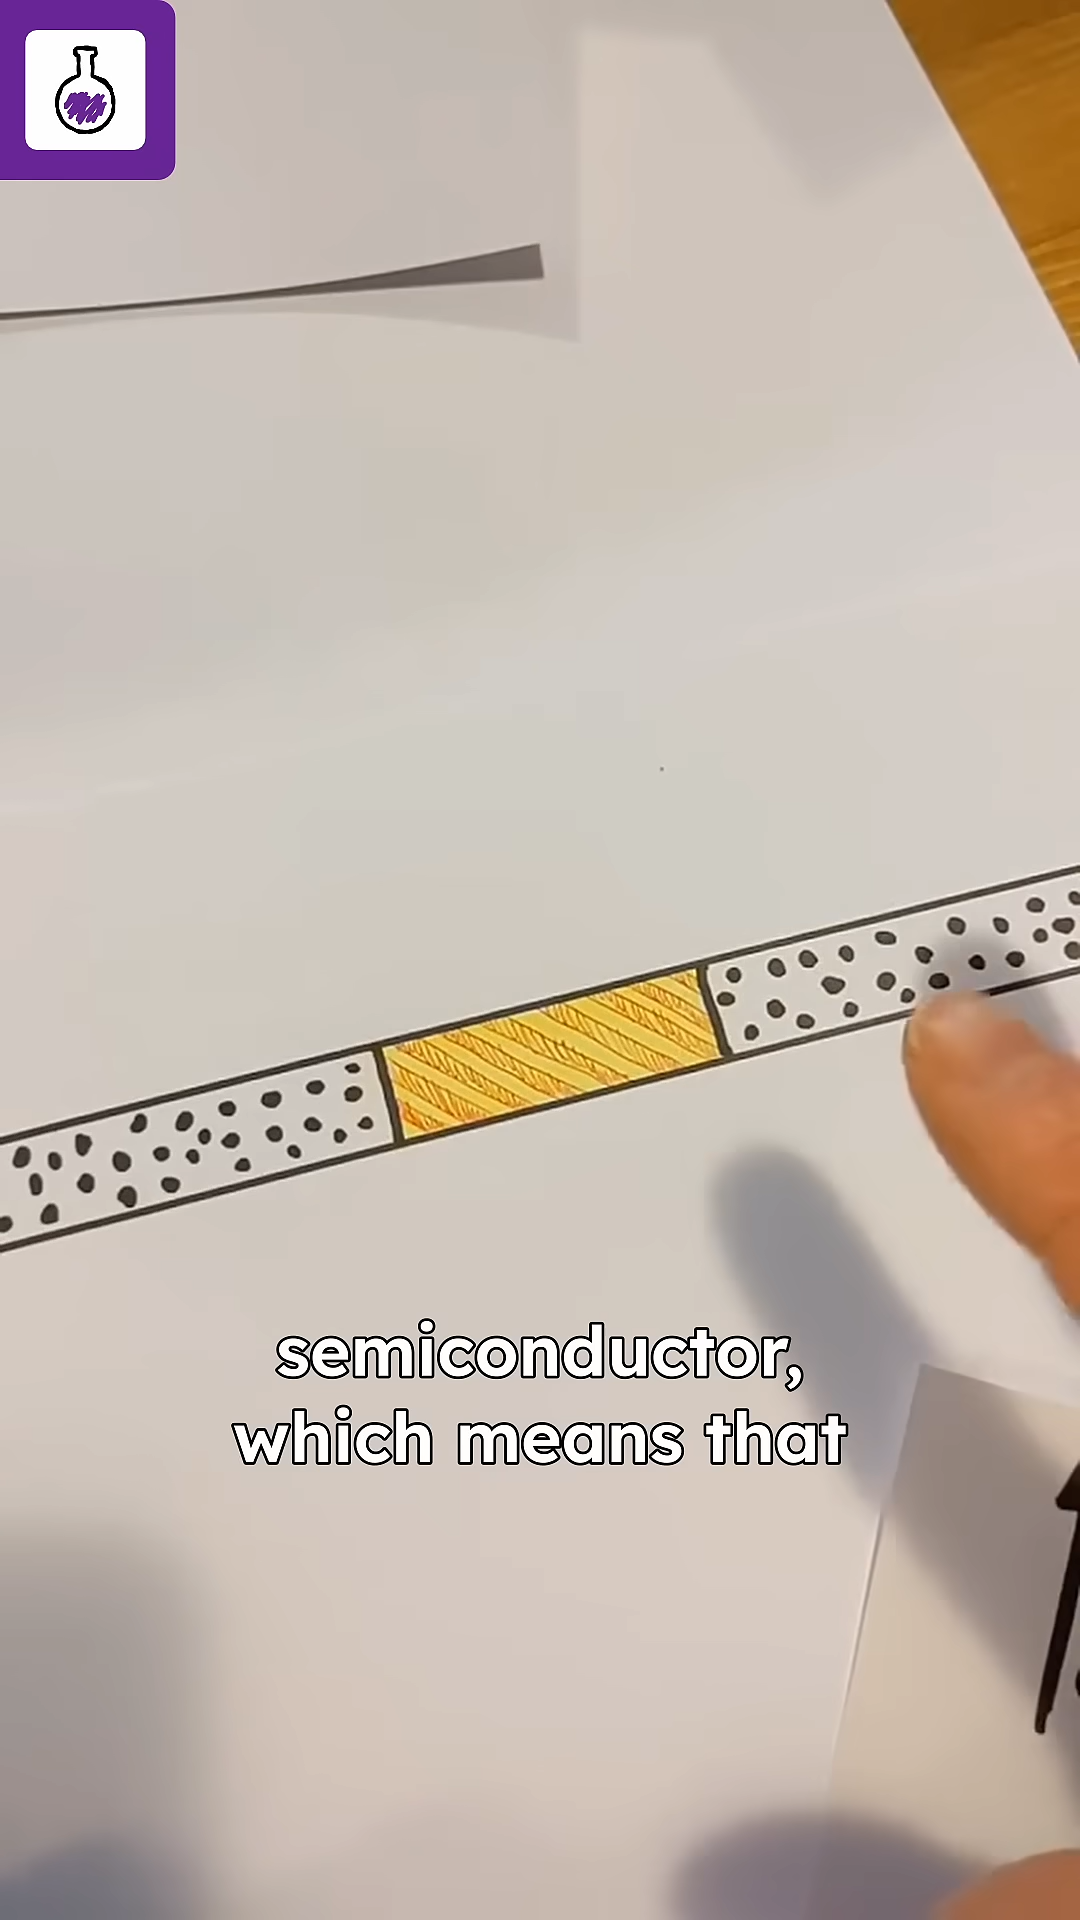 semiconductor,
which means that